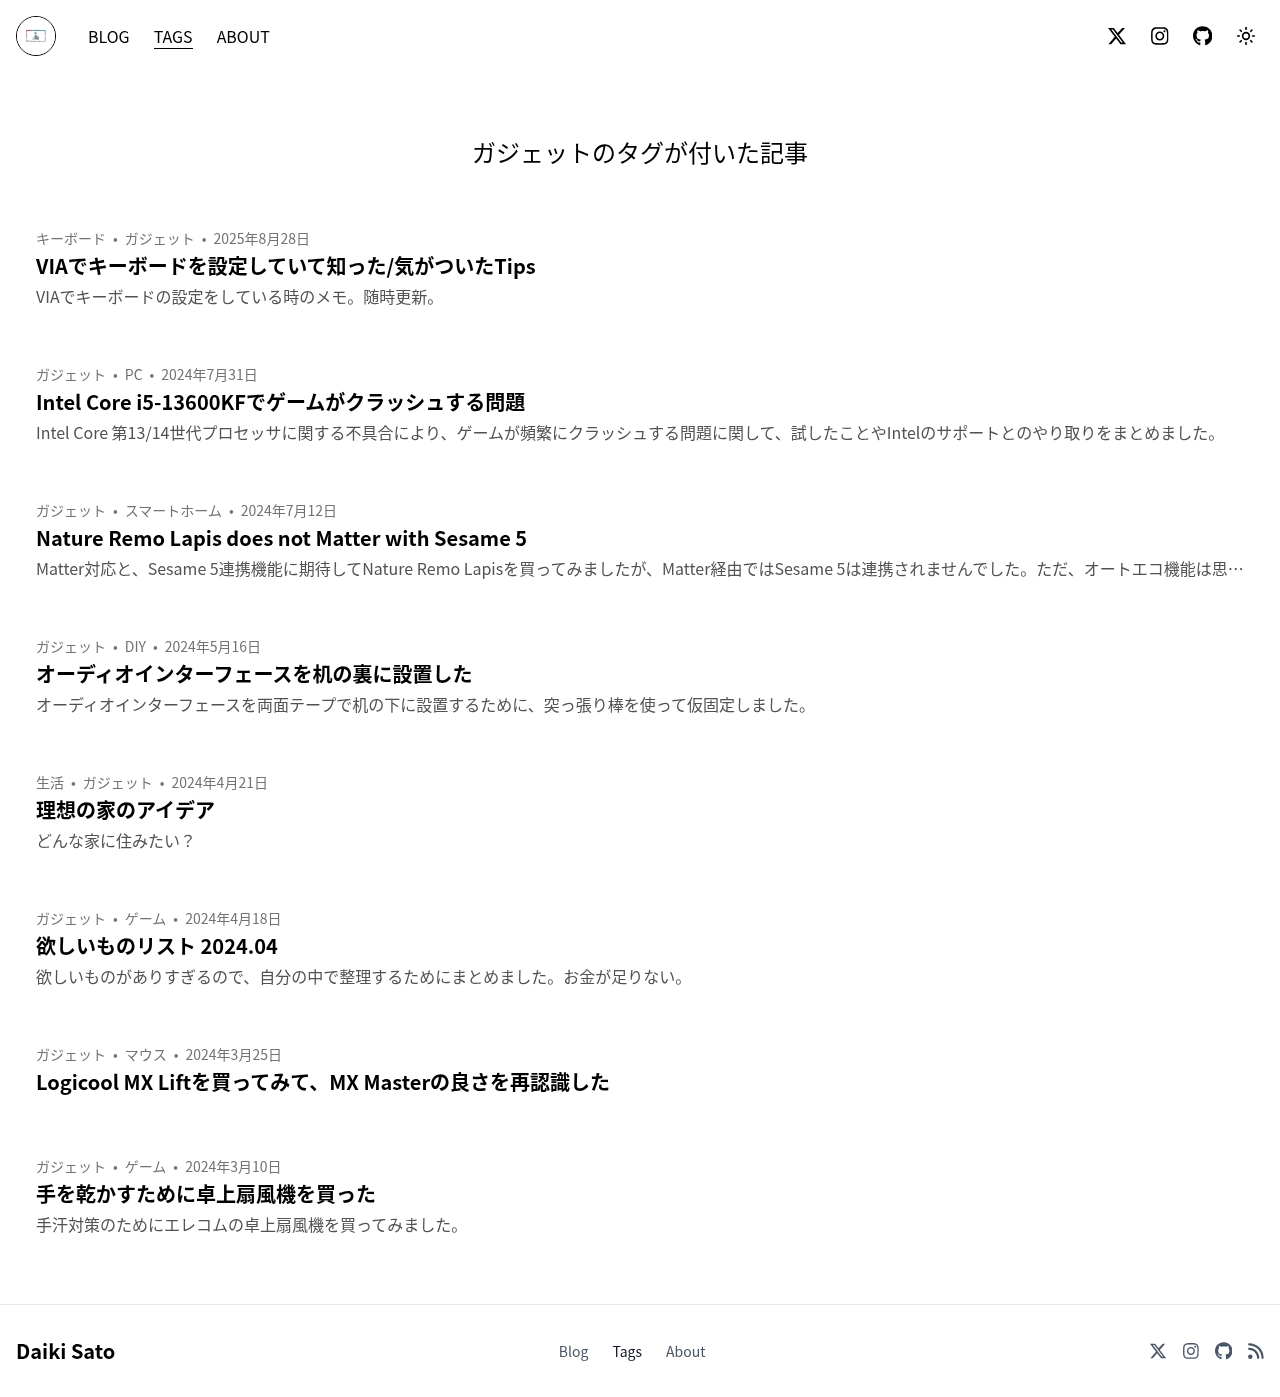 BLOG TAGS ABOUT
ガジェットのタグが付いた記事
キーボード • ガジェット • 2025年8月28日
VIAでキーボードを設定していて知った/気がついたTips
VIAでキーボードの設定をしている時のメモ。随時更新。
ガジェット • PC • 2024年7月31日
Intel Core i5-13600KFでゲームがクラッシュする問題
Intel Core 第13/14世代プロセッサに関する不具合により、ゲームが頻繁にクラッシュする問題に関して、試したことやIntelのサポートとのやり取りをまとめました。
ガジェット • スマートホーム • 2024年7月12日
Nature Remo Lapis does not Matter with Sesame 5
Matter対応と、Sesame 5連携機能に期待してNature Remo Lapisを買ってみましたが、Matter経由ではSesame 5は連携されませんでした。ただ、オートエコ機能は思…
ガジェット • DIY • 2024年5月16日
オーディオインターフェースを机の裏に設置した
オーディオインターフェースを両面テープで机の下に設置するために、突っ張り棒を使って仮固定しました。
生活 • ガジェット • 2024年4月21日
理想の家のアイデア
どんな家に住みたい？
ガジェット • ゲーム • 2024年4月18日
欲しいものリスト 2024.04
欲しいものがありすぎるので、自分の中で整理するためにまとめました。お金が足りない。
ガジェット • マウス • 2024年3月25日
Logicool MX Liftを買ってみて、MX Masterの良さを再認識した
ガジェット • ゲーム • 2024年3月10日
手を乾かすために卓上扇風機を買った
手汗対策のためにエレコムの卓上扇風機を買ってみました。
Daiki Sato Blog Tags About